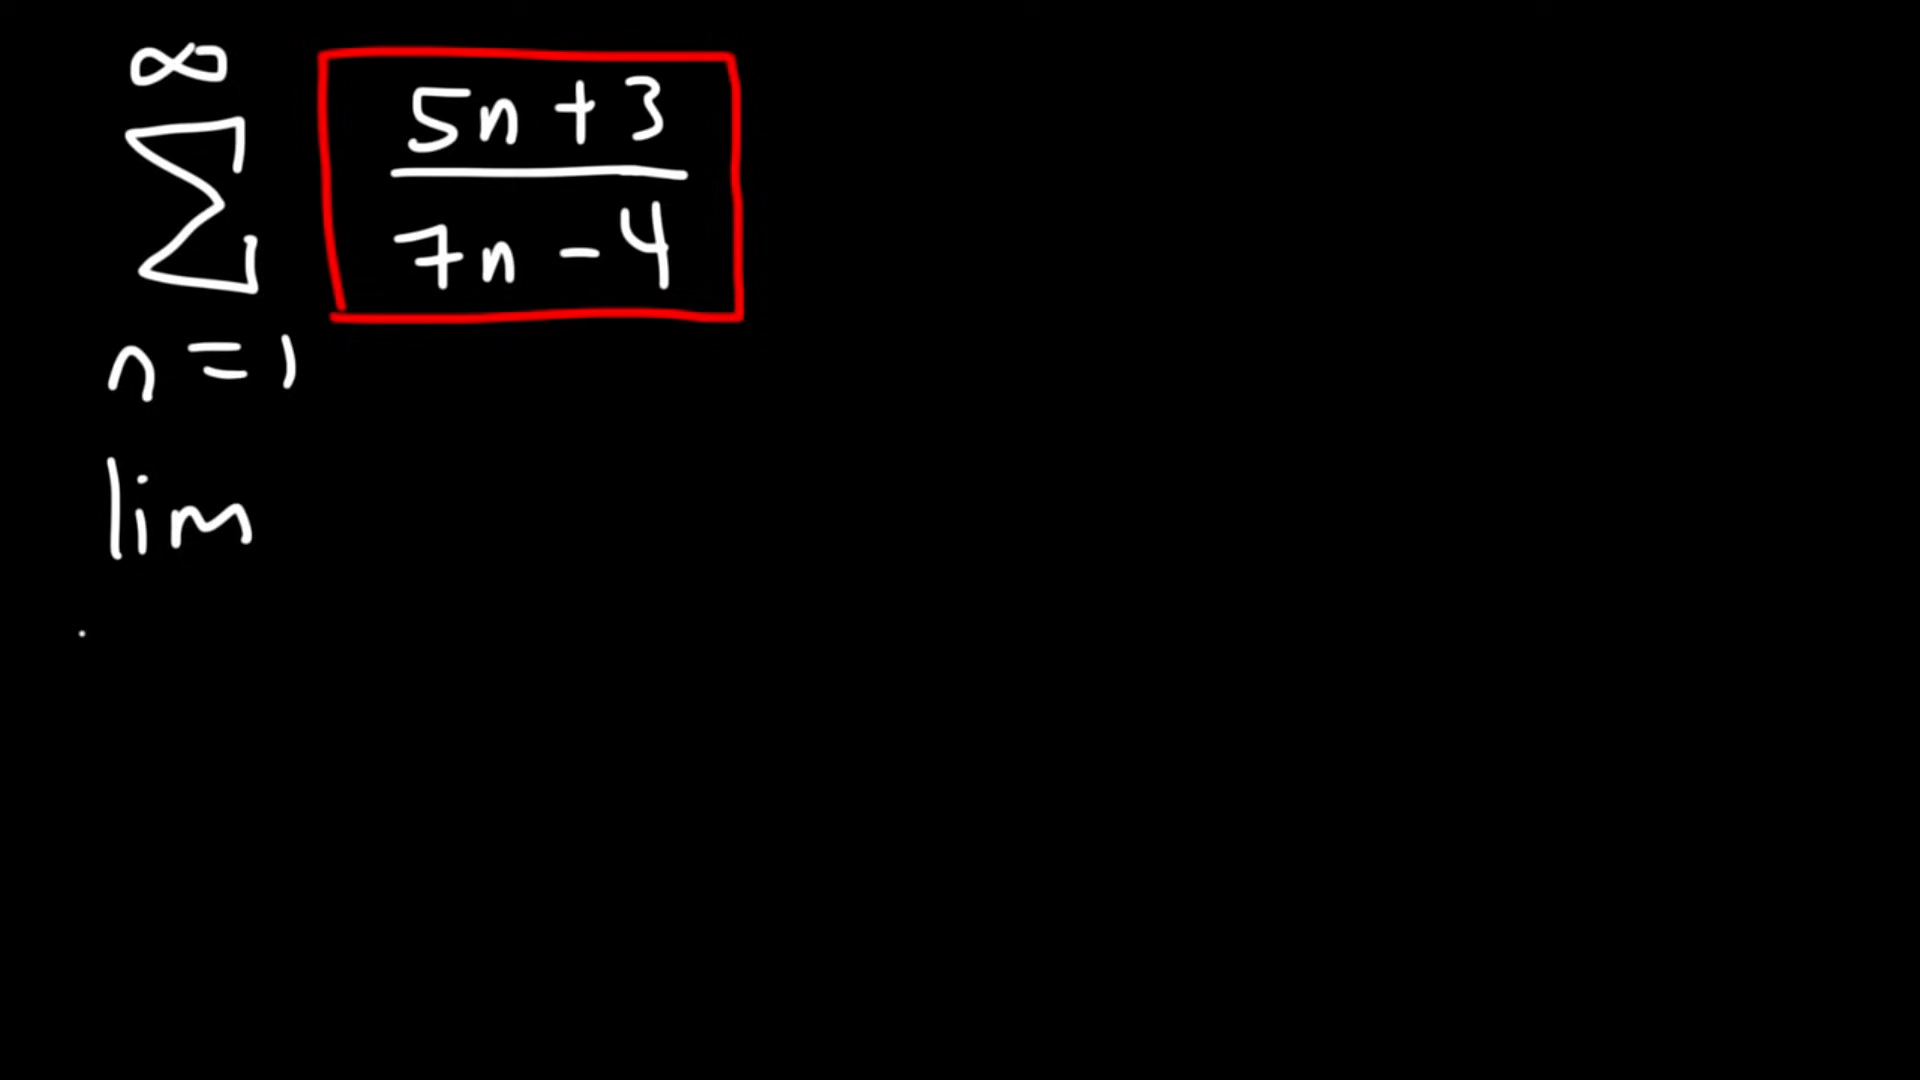 ∞
Σ
5n + 3
7n - 4
n = 1
lim